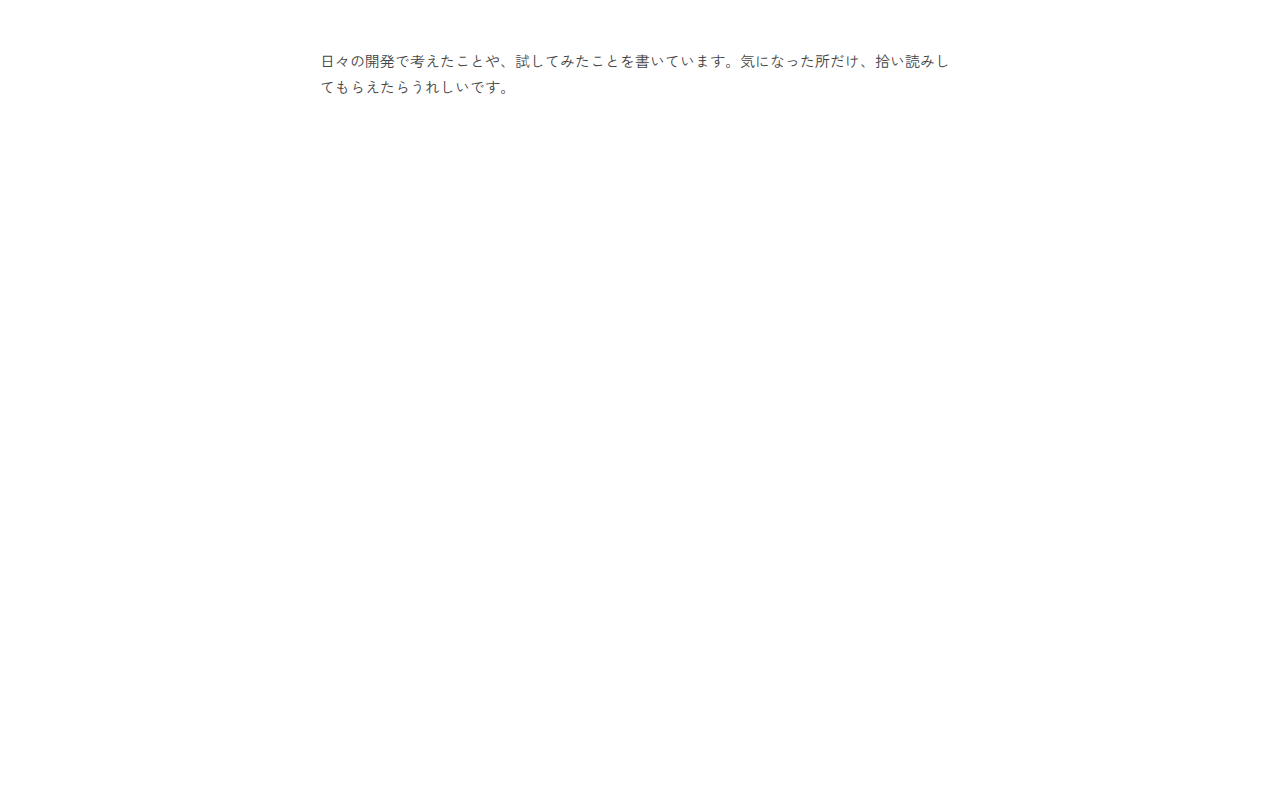 日々の開発で考えたことや、試してみたことを書いています。気になった所だけ、拾い読みし
てもらえたらうれしいです。